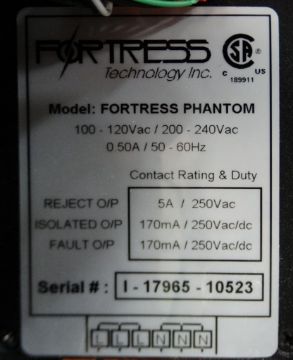 FORTRESS
Technology Inc.
SA
C US
189911
Model: FORTRESS PHANTOM
100 - 120Vac / 200 - 240Vac
0.50A / 50 - 60Hz
Contact Rating & Duty
REJECT O/P 5A / 250Vac
ISOLATED O/P 170mA / 250Vac/dc
FAULT O/P 170mA / 250Vac/dc
Serial # : I - 17965 - 10523
L L L N N N